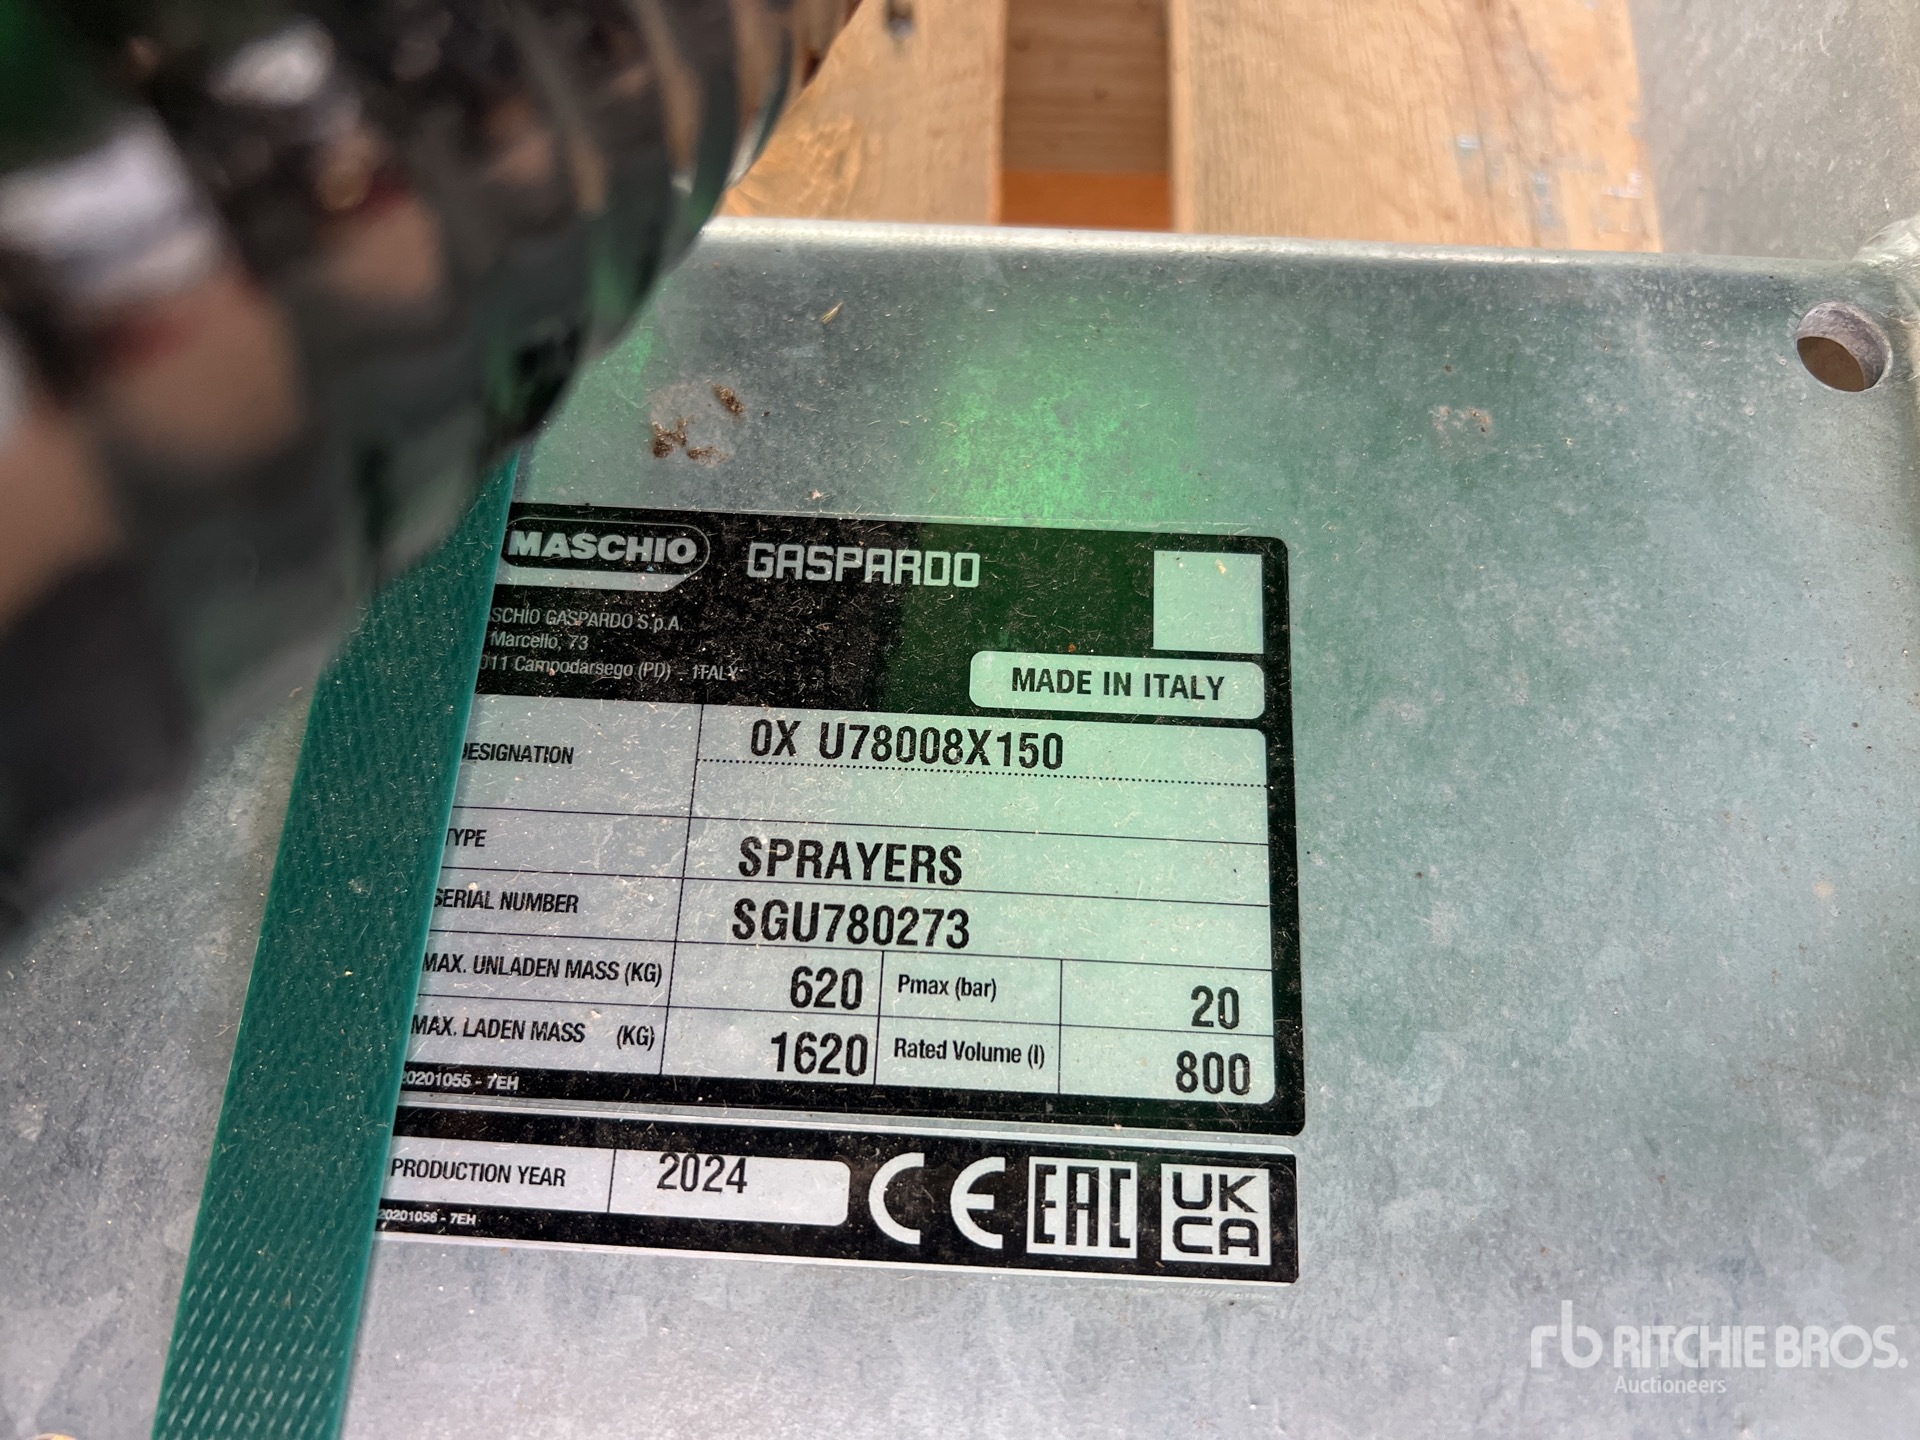 MASCHIO GASPARDO
SCHIO GASPARDO S.p.A
Marcello, 73
011 Campodarsego (PD) - ITALY
MADE IN ITALY
DESIGNATION 0X U78008X150
TYPE SPRAYERS
SERIAL NUMBER SGU780273
MAX. UNLADEN MASS (KG) 620 Pmax (bar) 20
MAX. LADEN MASS (KG) 1620 Rated Volume (l) 800
20201055 - 7EH
PRODUCTION YEAR 2024 CE EAC UK CA
20201056 - 7EH
rb RITCHIE BROS.
Auctioneers